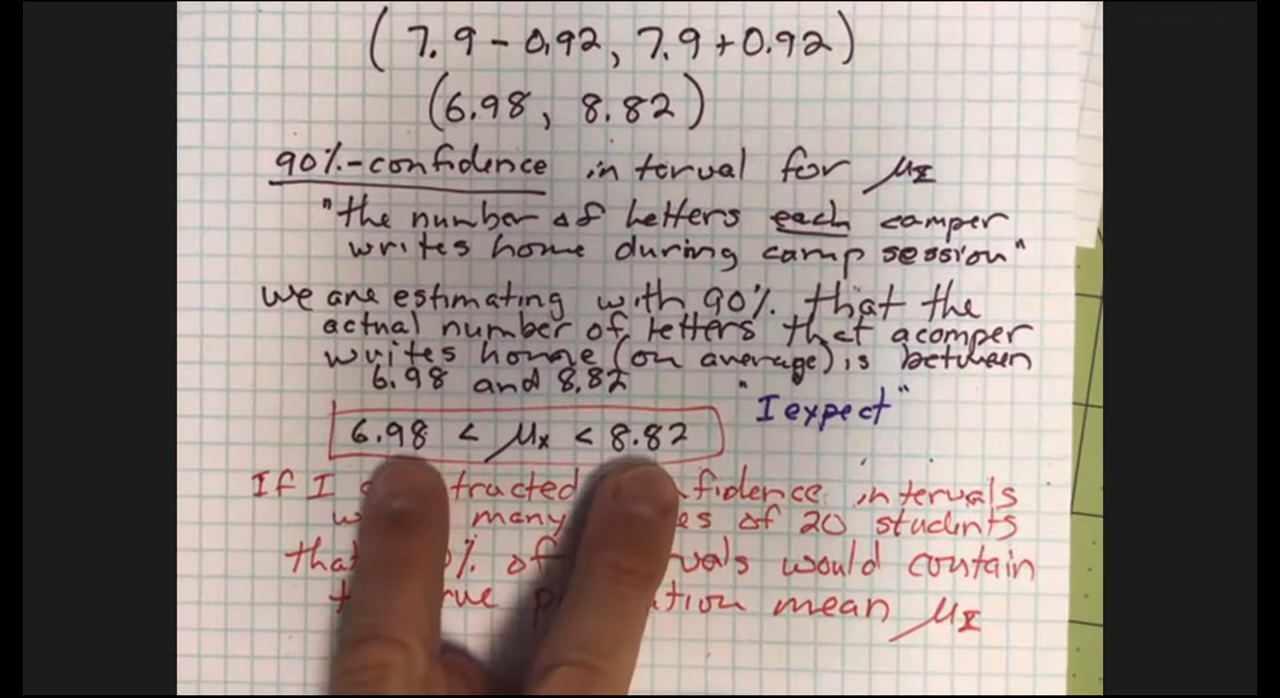 (7.9 - 0.92, 7.9 + 0.92)
(6.98, 8.82)
90%-confidence interval for μX
"the number of letters each camper
writes home during camp session"
We are estimating with 90% that the
actual number of letters that a camper
writes home (on average) is between
6.98 and 8.82
"I expect"
6.98 < μx < 8.82
If I intervals
many of 20 students
% of would contain
mean μX